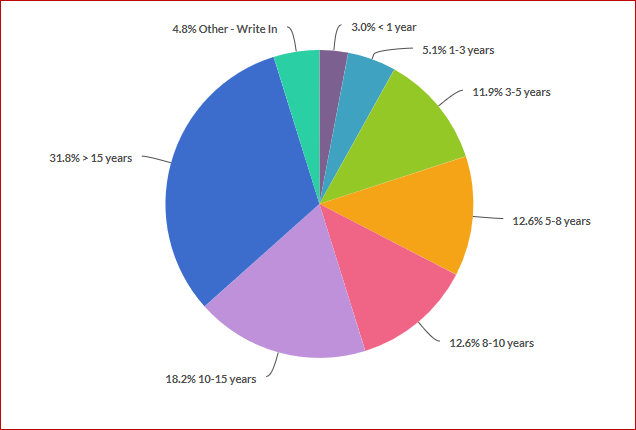 4.8% Other - Write In
3.0% < 1 year
5.1% 1-3 years
11.9% 3-5 years
31.8% > 15 years
12.6% 5-8 years
12.6% 8-10 years
18.2% 10-15 years